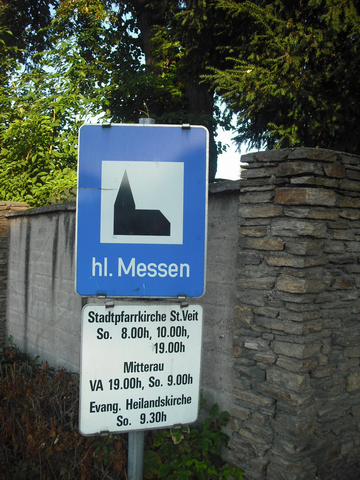 hl. Messen
Stadtpfarrkirche St.Veit
So. 8.00h, 10.00h,
19.00h
Mitterau
VA 19.00h, So. 9.00h
Evang. Heilandskirche
So. 9.30h